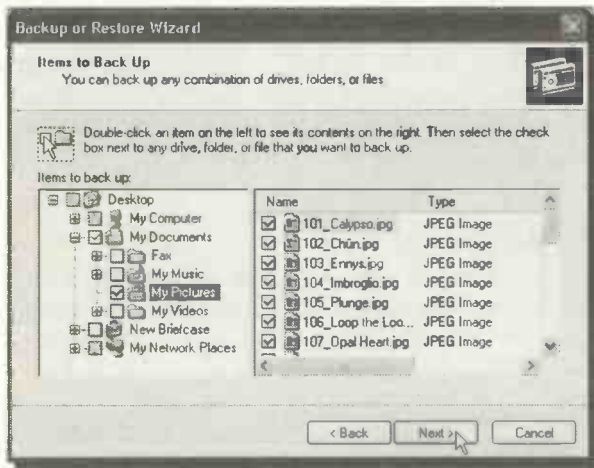 Backup or Restore Wizard
Items to Back Up
You can back up any combination of drives, folders, or files
Double-click an item on the left to see its contents on the right. Then select the check
box next to any drive, folder, or file that you want to back up.
Items to back up:
Desktop
My Computer
My Documents
Fax
My Music
My Pictures
My Videos
New Briefcase
My Network Places
Name Type
101_Calypso.jpg JPEG Image
102_Chùn.jpg JPEG Image
103_Ennys.jpg JPEG Image
104_Imbroglio.jpg JPEG Image
105_Plunge.jpg JPEG Image
106_Loop the Loo... JPEG Image
107_Opal Heart.jpg JPEG Image
< Back Next > Cancel